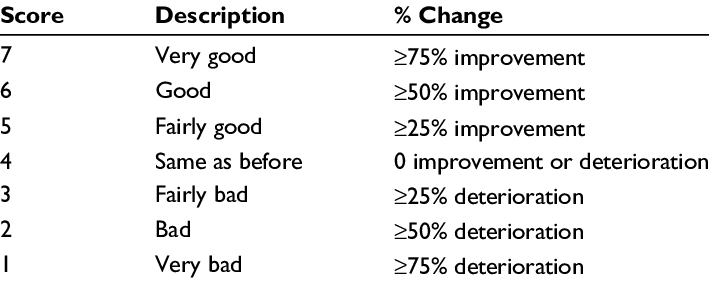 Score Description % Change
7 Very good ≥75% improvement
6 Good ≥50% improvement
5 Fairly good ≥25% improvement
4 Same as before 0 improvement or deterioration
3 Fairly bad ≥25% deterioration
2 Bad ≥50% deterioration
1 Very bad ≥75% deterioration